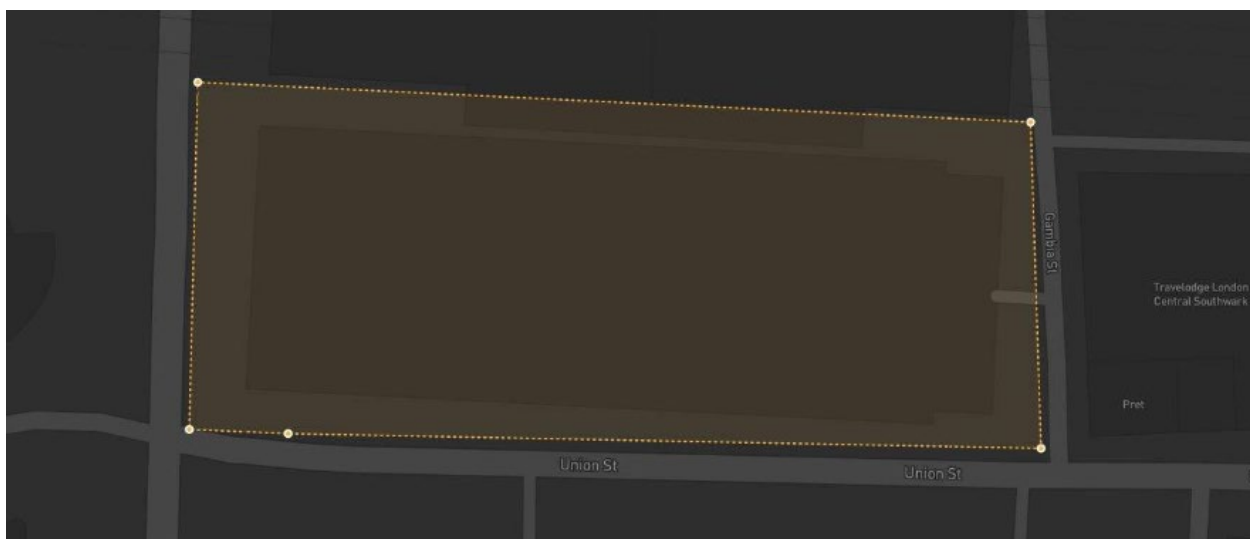 Gambia St
Travelodge London
Central Southwark
Pret
Union St
Union St